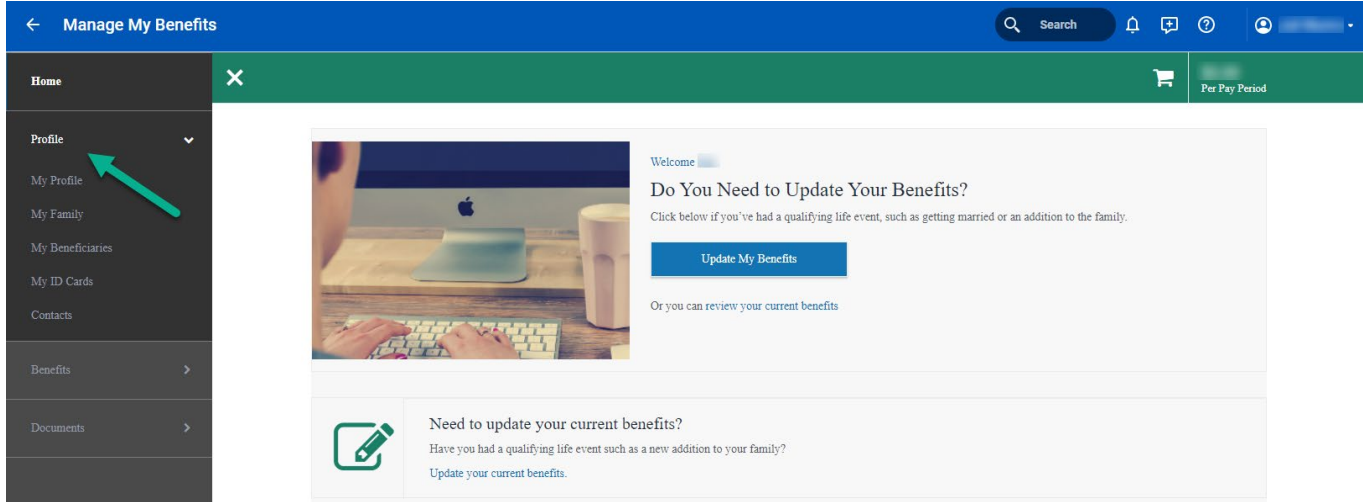 Manage My Benefits
Search
Home
Per Pay Period
Profile
My Profile
My Family
My Beneficiaries
My ID Cards
Contacts
Benefits
Documents
Welcome
Do You Need to Update Your Benefits?
Click below if you've had a qualifying life event, such as getting married or an addition to the family.
Update My Benefits
Or you can review your current benefits
Need to update your current benefits?
Have you had a qualifying life event such as a new addition to your family?
Update your current benefits.